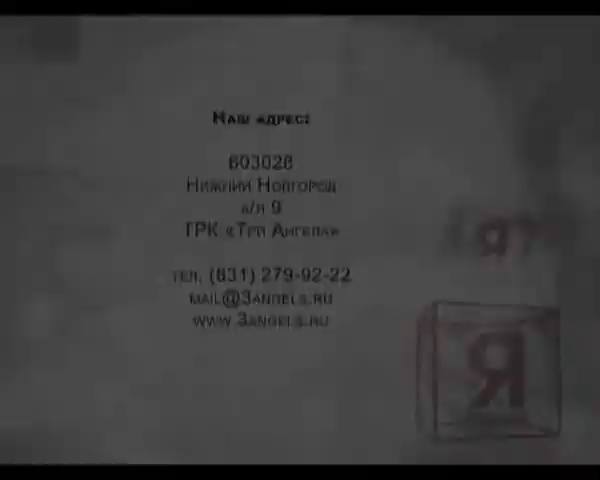 Наш адрес:
603028
Нижний Новгород
а/я 9
ТРК «Три Ангела»
тел. (831) 279-92-22
mail@3angels.ru
www.3angels.ru
Я